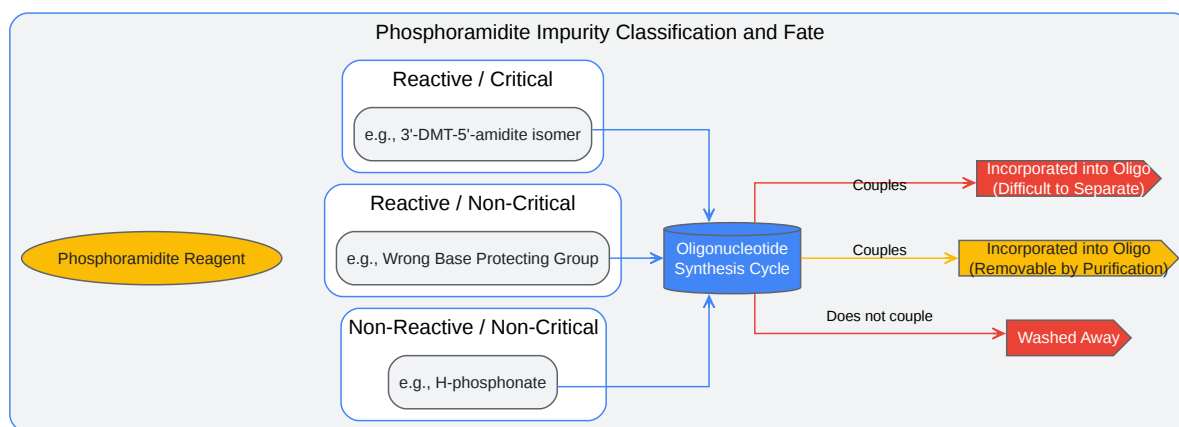 Phosphoramidite Impurity Classification and Fate
Reactive / Critical
e.g., 3'-DMT-5'-amidite isomer
Reactive / Non-Critical
e.g., Wrong Base Protecting Group
Non-Reactive / Non-Critical
e.g., H-phosphonate
Phosphoramidite Reagent
Oligonucleotide
Synthesis Cycle
Couples
Couples
Does not couple
Incorporated into Oligo
(Difficult to Separate)
Incorporated into Oligo
(Removable by Purification)
Washed Away